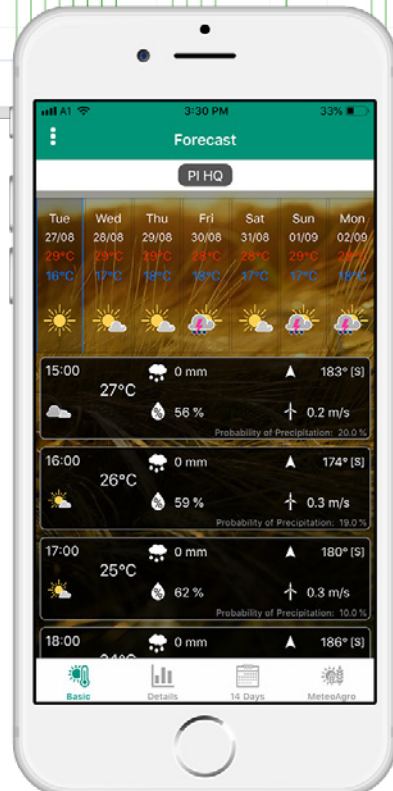 A1 3:30 PM 33%
Forecast
PI HQ
Tue Wed Thu Fri Sat Sun Mon
27/08 28/08 29/08 30/08 31/08 01/09 02/09
29°C 29°C 29°C 28°C 28°C 29°C 29°C
16°C 17°C 18°C 18°C 17°C 17°C 18°C
15:00 0 mm 183° [S]
27°C
% 56 % 0.2 m/s
Probability of Precipitation: 20.0 %
16:00 0 mm 174° [S]
26°C
% 59 % 0.3 m/s
Probability of Precipitation: 19.0 %
17:00 0 mm 180° [S]
25°C
% 62 % 0.3 m/s
Probability of Precipitation: 10.0 %
18:00 0 mm 186° [S]
Basic Details 14 Days MeteoAgro